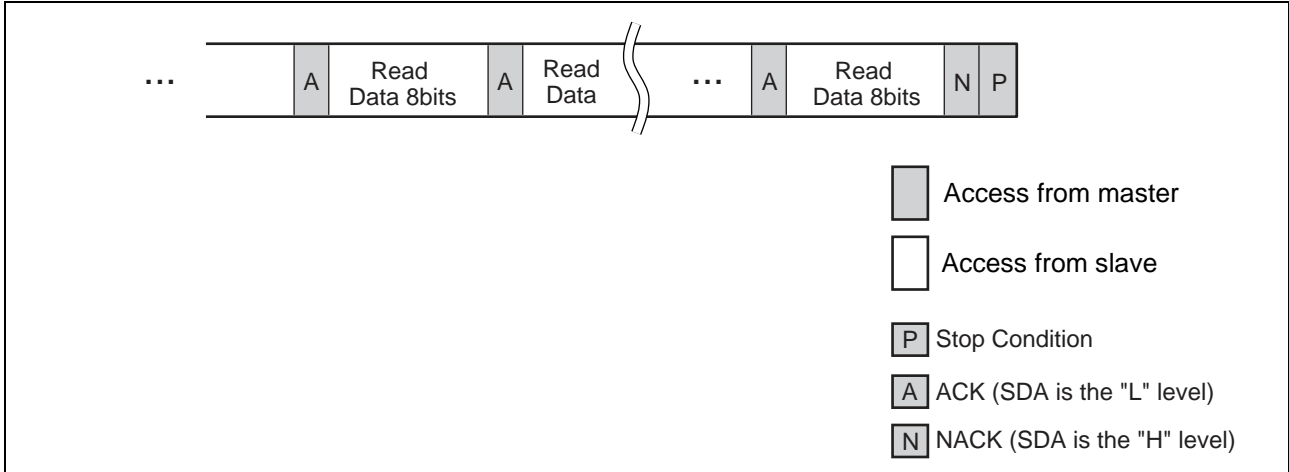 ... A Read Data 8bits A Read Data ... A Read Data 8bits N P
Access from master
Access from slave
P Stop Condition
A ACK (SDA is the "L" level)
N NACK (SDA is the "H" level)